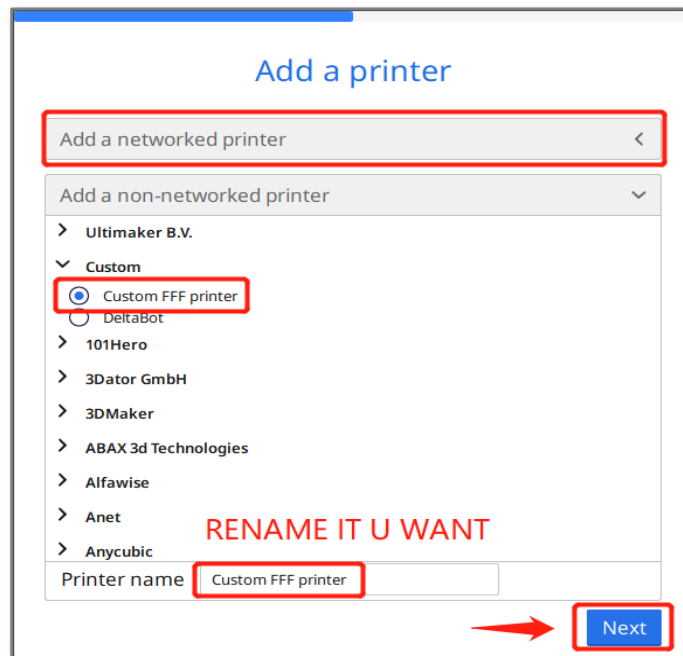 Add a printer
Add a networked printer
Add a non-networked printer
Ultimaker B.V.
Custom
Custom FFF printer
DeltaBot
101Hero
3Dator GmbH
3DMaker
ABAX 3d Technologies
Alfawise
Anet
RENAME IT U WANT
Anycubic
Printer name Custom FFF printer
Next